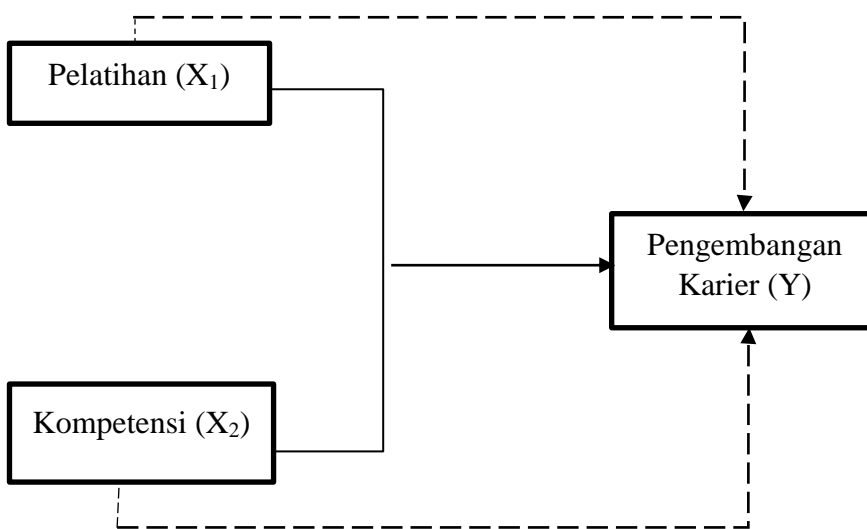 Pelatihan (X₁)
Pengembangan
Karier (Y)
Kompetensi (X₂)